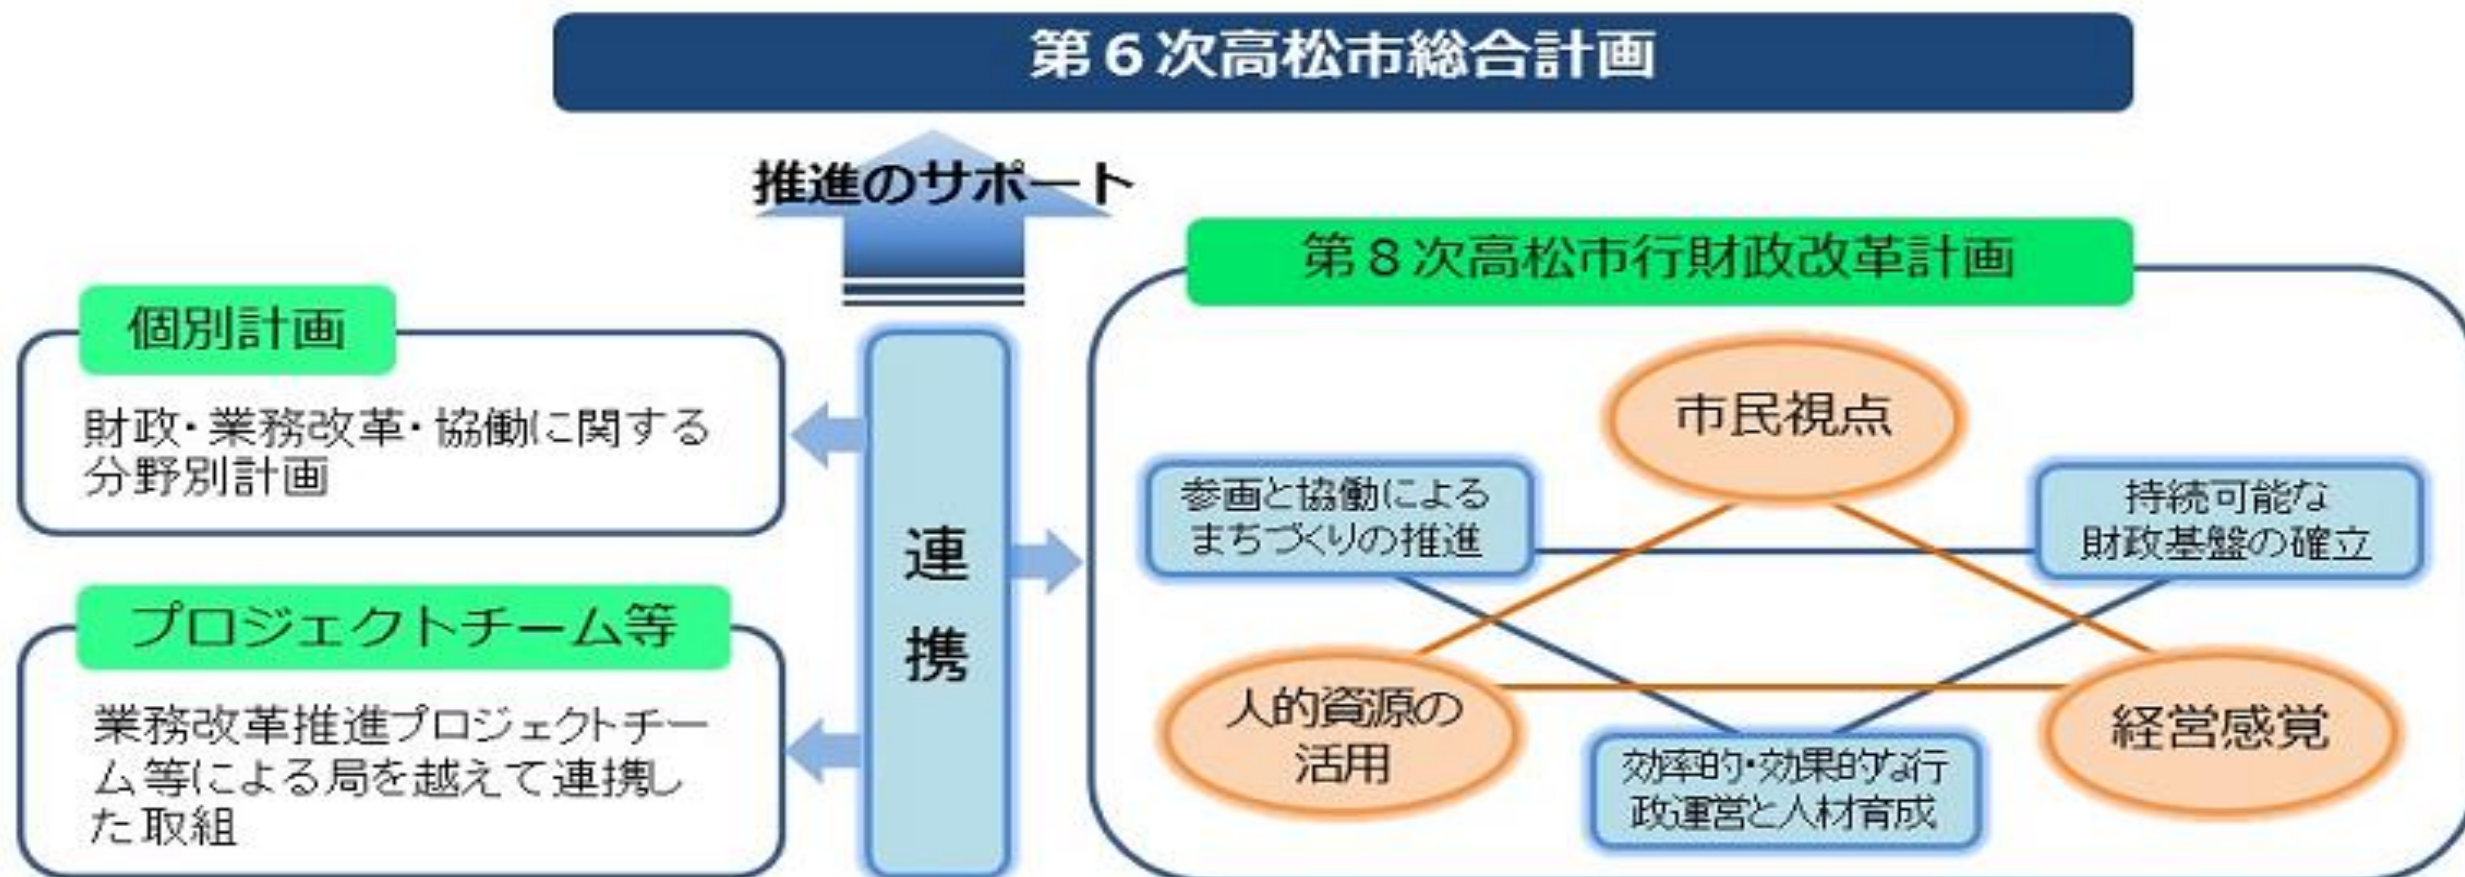 第６次高松市総合計画
推進のサポート
個別計画
財政・業務改革・協働に関する
分野別計画
プロジェクトチーム等
業務改革推進プロジェクトチー
ム等による局を越えて連携し
た取組
連
携
第８次高松市行財政改革計画
市民視点
参画と協働による
まちづくりの推進
持続可能な
財政基盤の確立
人的資源の
活用
経営感覚
効率的・効果的な行
政運営と人材育成